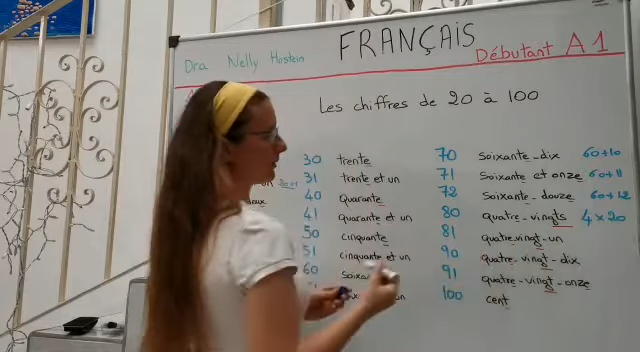 FRANÇAIS
Dra Nelly Hostein
Débutant A1
Les chiffres de 20 à 100
30 trente
31 trente et un
40 quarante
41 quarante et un
50 cinquante
51 cinquante et un
60
70 soixante-dix 60+10
71 soixante et onze 60+11
72 soixante-douze 60+12
80 quatre-vingts 4 x 20
81 quatre-vingt-un
90 quatre-vingt-dix
91 quatre-vingt-onze
100 cent